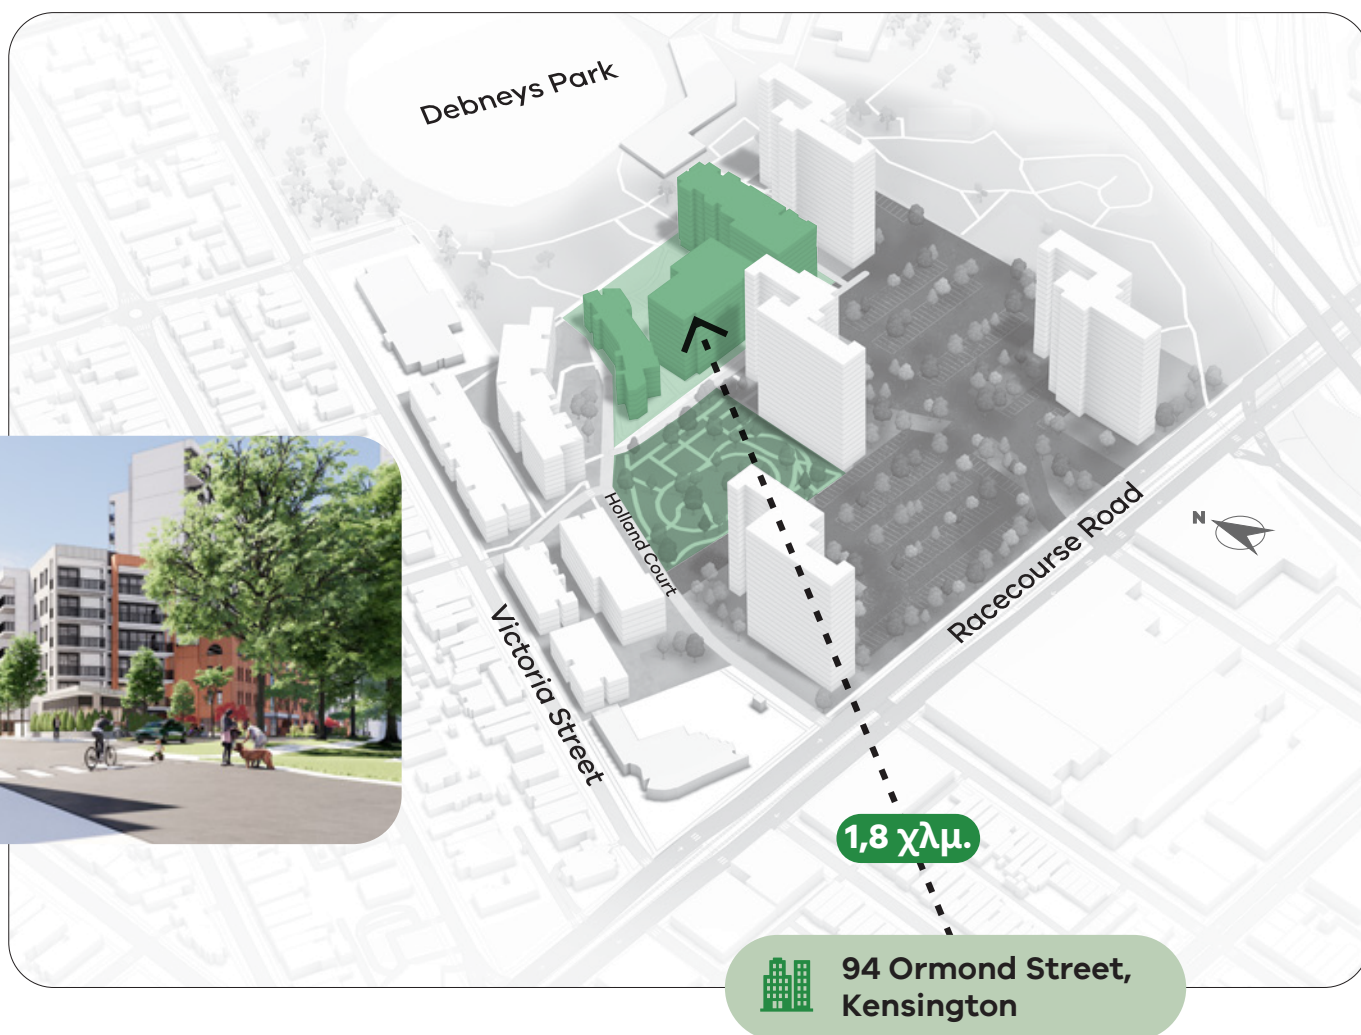 Debneys Park
Holland Court
Racecourse Road
N
Victoria Street
1,8 χλμ.
94 Ormond Street,
Kensington